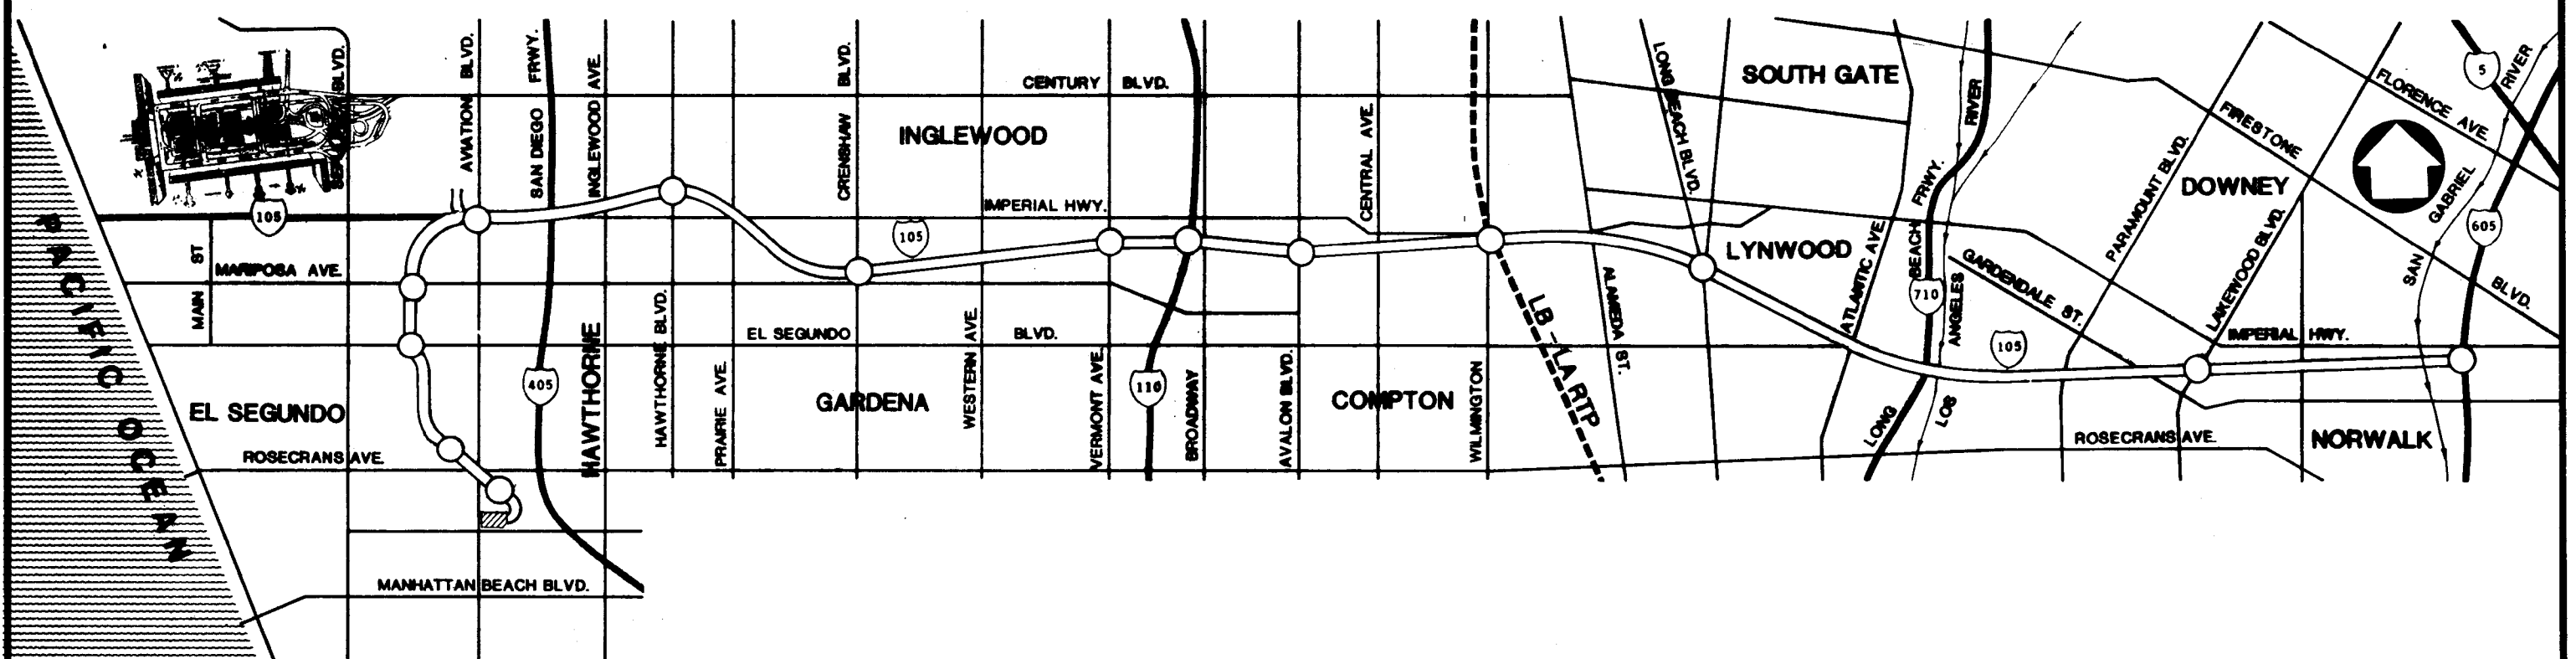 CENTURY BLVD.
SOUTH GATE
INGLEWOOD
IMPERIAL HWY.
105
105
MARIPOSA AVE.
MAIN ST
BLVD.
AVIATION BLVD.
SAN DIEGO FRWY.
INGLEWOOD AVE.
CRENSHAW BLVD.
CENTRAL AVE.
LONG BEACH BLVD.
LYNWOOD
PACIFIC OCEAN
EL SEGUNDO BLVD.
EL SEGUNDO
ROSECRANS AVE.
MANHATTAN BEACH BLVD.
405
HAWTHORNE
HAWTHORNE BLVD.
PRAIRIE AVE.
GARDENA
WESTERN AVE.
VERMONT AVE.
110
BROADWAY
AVALON BLVD.
COMPTON
WILMINGTON
LB-LA RTP
ALAMEDA ST.
ATLANTIC AVE.
LONG BEACH FRWY.
710
LOS ANGELES RIVER
GARDENDALE ST.
105
PARAMOUNT BLVD.
LAKEWOOD BLVD.
DOWNEY
FIRESTONE BLVD.
FLORENCE AVE.
5
SAN GABRIEL RIVER
605
IMPERIAL HWY.
ROSECRANS AVE.
NORWALK